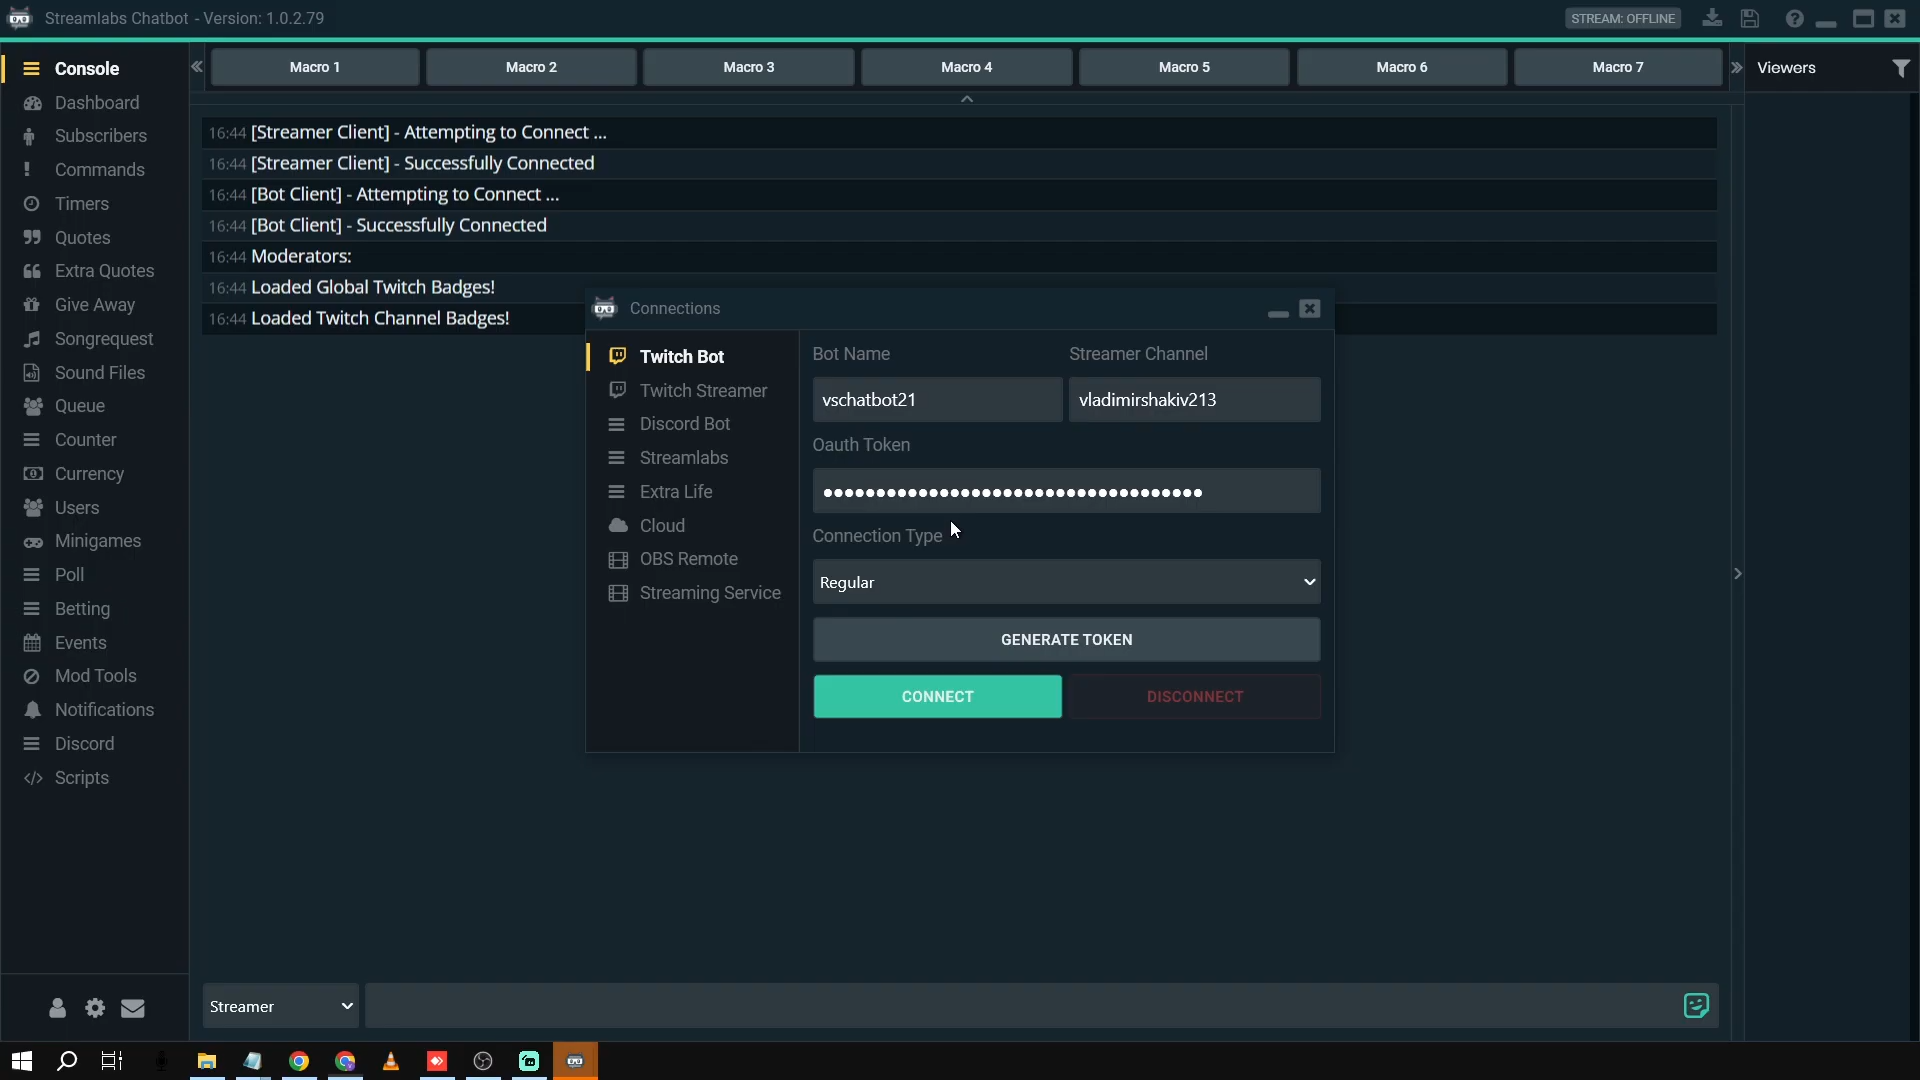 Streamlabs Chatbot - Version: 1.0.2.79
STREAM: OFFLINE
Console
Dashboard
Subscribers
Commands
Timers
Quotes
Extra Quotes
Give Away
Songrequest
Sound Files
Queue
Counter
Currency
Users
Minigames
Poll
Betting
Events
Mod Tools
Notifications
Discord
Scripts
Macro 1
Macro 2
Macro 3
Macro 4
Macro 5
Macro 6
Macro 7
Viewers
16:44 [Streamer Client] - Attempting to Connect ...
16:44 [Streamer Client] - Successfully Connected
16:44 [Bot Client] - Attempting to Connect ...
16:44 [Bot Client] - Successfully Connected
16:44 Moderators:
16:44 Loaded Global Twitch Badges!
16:44 Loaded Twitch Channel Badges!
Connections
Twitch Bot
Twitch Streamer
Discord Bot
Streamlabs
Extra Life
Cloud
OBS Remote
Streaming Service
Bot Name
Streamer Channel
vschatbot21
vladimirshakiv213
Oauth Token
Connection Type
Regular
GENERATE TOKEN
CONNECT
DISCONNECT
Streamer